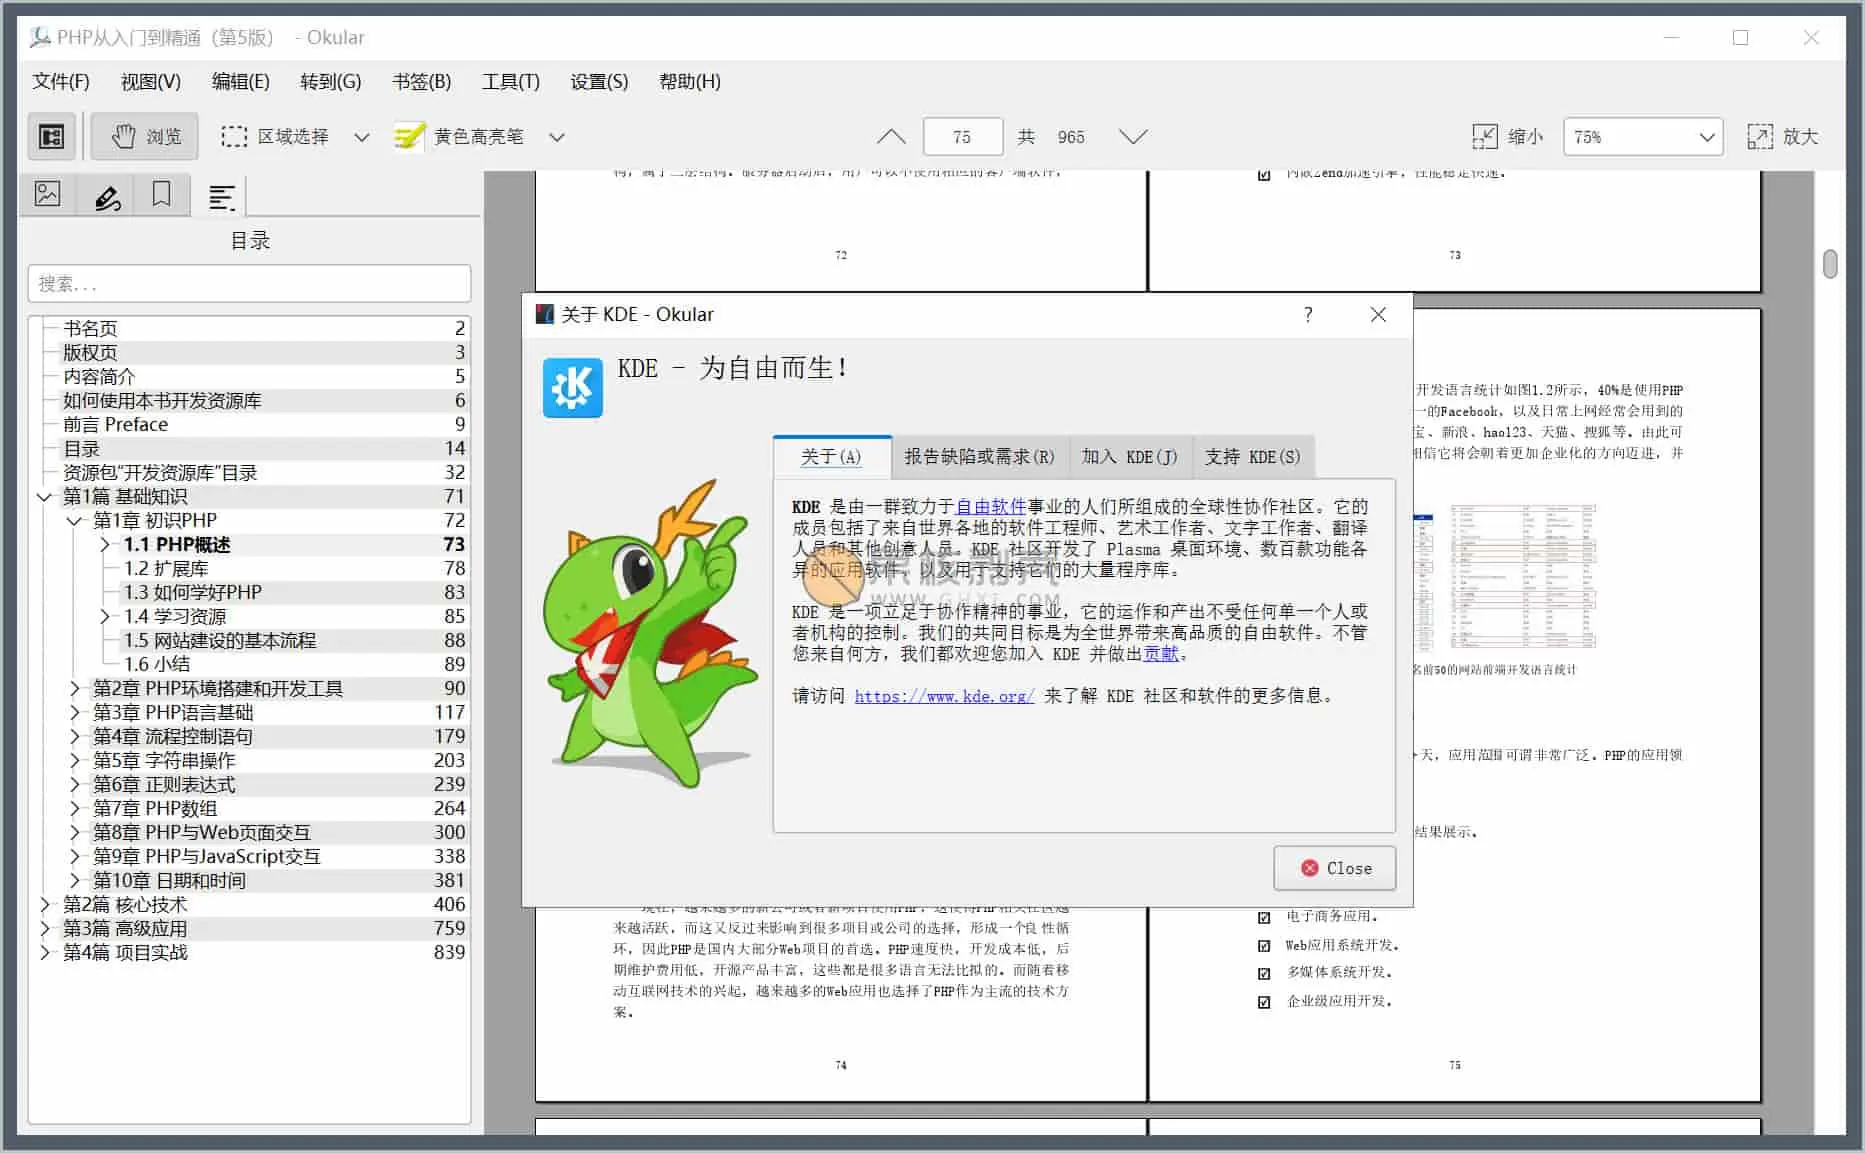 PHP从入门到精通（第5版） - Okular
文件(F) 视图(V) 编辑(E) 转到(G) 书签(B) 工具(T) 设置(S) 帮助(H)
浏览 区域选择 黄色高亮笔 75 共 965 缩小 75% 放大
目录
搜索...
书名页 2
版权页 3
内容简介 5
如何使用本书开发资源库 6
前言 Preface 9
目录 14
资源包“开发资源库”目录 32
第1篇 基础知识 71
第1章 初识PHP 72
1.1 PHP概述 73
1.2 扩展库 78
1.3 如何学好PHP 83
1.4 学习资源 85
1.5 网站建设的基本流程 88
1.6 小结 89
第2章 PHP环境搭建和开发工具 90
第3章 PHP语言基础 117
第4章 流程控制语句 179
第5章 字符串操作 203
第6章 正则表达式 239
第7章 PHP数组 264
第8章 PHP与Web页面交互 300
第9章 PHP与JavaScript交互 338
第10章 日期和时间 381
第2篇 核心技术 406
第3篇 高级应用 759
第4篇 项目实战 839
72
73
关于 KDE - Okular
KDE - 为自由而生！
关于(A) 报告缺陷或需求(R) 加入 KDE(J) 支持 KDE(S)
KDE 是由一群致力于自由软件事业的人们所组成的全球性协作社区。它的
成员包括了来自世界各地的软件工程师、艺术工作者、文字工作者、翻译
人员和其他创意人员。KDE 社区开发了 Plasma 桌面环境、数百款功能各
异的应用软件，以及用于支持它们的大量程序库。
KDE 是一项立足于协作精神的事业，它的运作和产出不受任何单一个人或
者机构的控制。我们的共同目标是为全世界带来高品质的自由软件。不管
您来自何方，我们都欢迎您加入 KDE 并做出贡献。
请访问 https://www.kde.org/ 来了解 KDE 社区和软件的更多信息。
Close
WWW.GHXI.COM
开发语言统计如图1.2所示，40%是使用PHP
一的Facebook，以及日常上网经常会用到的
宝、新浪、hao123、天猫、搜狐等。由此可
相信它将会朝着更加企业化的方向迈进，并
名前50的网站前端开发语言统计
天，应用范围可谓非常广泛。PHP的应用领
结果展示。
来越活跃，而这又反过来影响到很多项目或公司的选择，形成一个良性循
环，因此PHP是国内大部分Web项目的首选。PHP速度快，开发成本低，后
期维护费用低，开源产品丰富，这些都是很多语言无法比拟的。而随着移
动互联网技术的兴起，越来越多的Web应用也选择了PHP作为主流的技术方
案。
74
电子商务应用。
Web应用系统开发。
多媒体系统开发。
企业级应用开发。
75